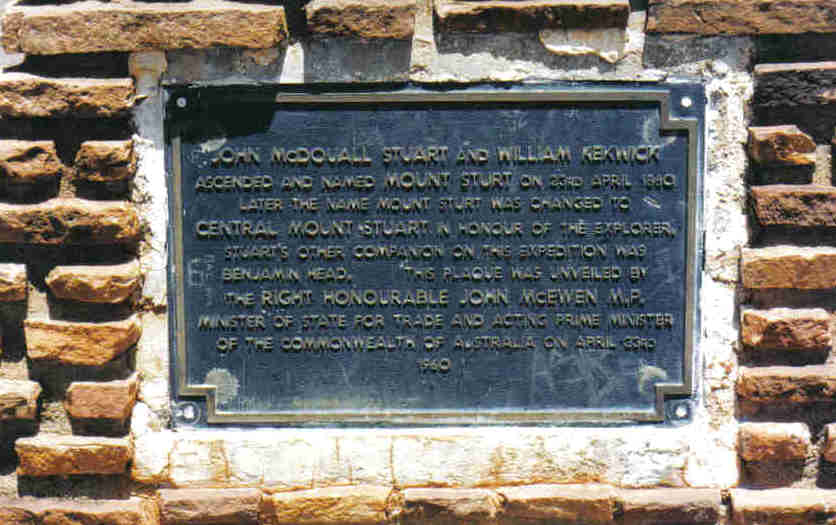 JOHN McDOUALL STUART AND WILLIAM KEKWICK
ASCENDED AND NAMED MOUNT STURT ON 23RD APRIL 1860
LATER THE NAME MOUNT STURT WAS CHANGED TO
CENTRAL MOUNT STUART IN HONOUR OF THE EXPLORER.
STUART'S OTHER COMPANION ON THIS EXPEDITION WAS
BENJAMIN HEAD. THIS PLAQUE WAS UNVEILED BY
THE RIGHT HONOURABLE JOHN McEWEN M.P.
MINISTER OF STATE FOR TRADE AND ACTING PRIME MINISTER
OF THE COMMONWEALTH OF AUSTRALIA ON APRIL 23RD
1960